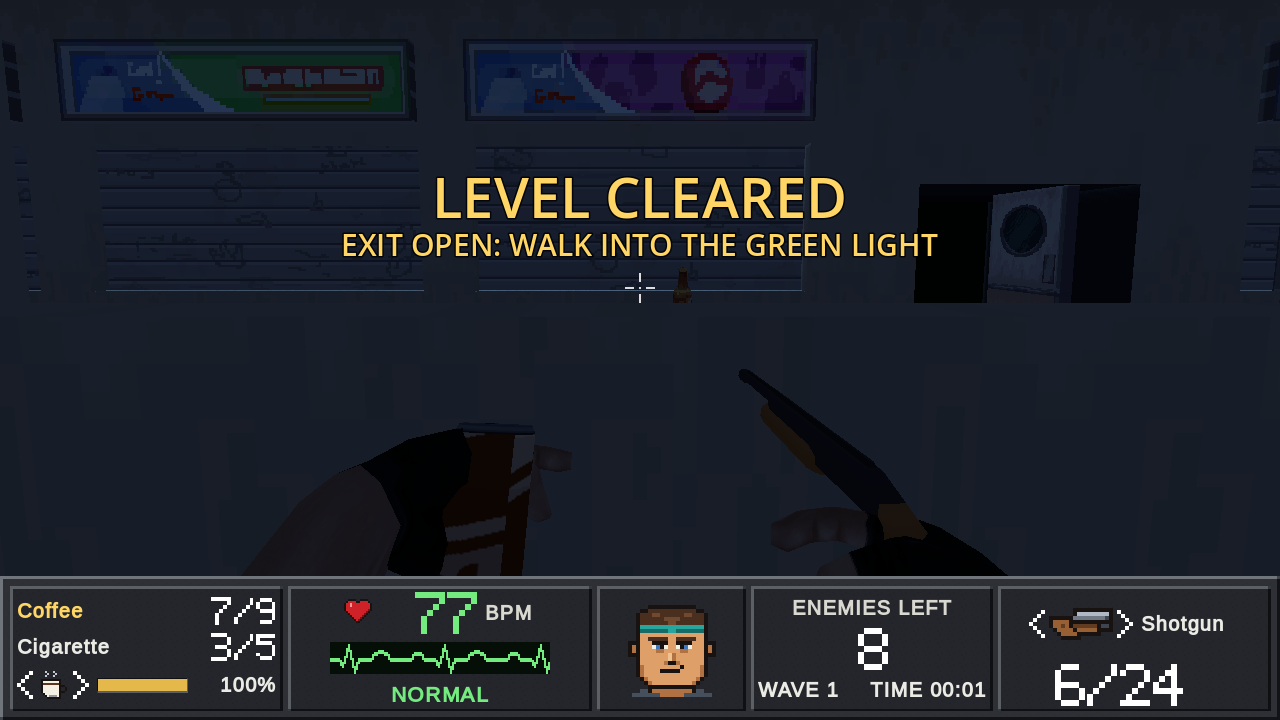 LEVEL CLEARED
EXIT OPEN: WALK INTO THE GREEN LIGHT
Coffee 7/9
Cigarette 3/5
100%
77 BPM
NORMAL
ENEMIES LEFT
8
WAVE 1 TIME 00:01
Shotgun
6/24